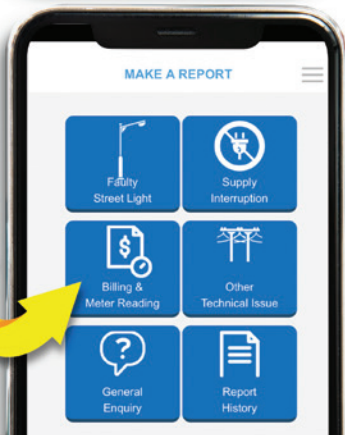 MAKE A REPORT
Faulty
Street Light
Supply
Interruption
$
Billing &
Meter Reading
Other
Technical Issue
?
General
Enquiry
Report
History